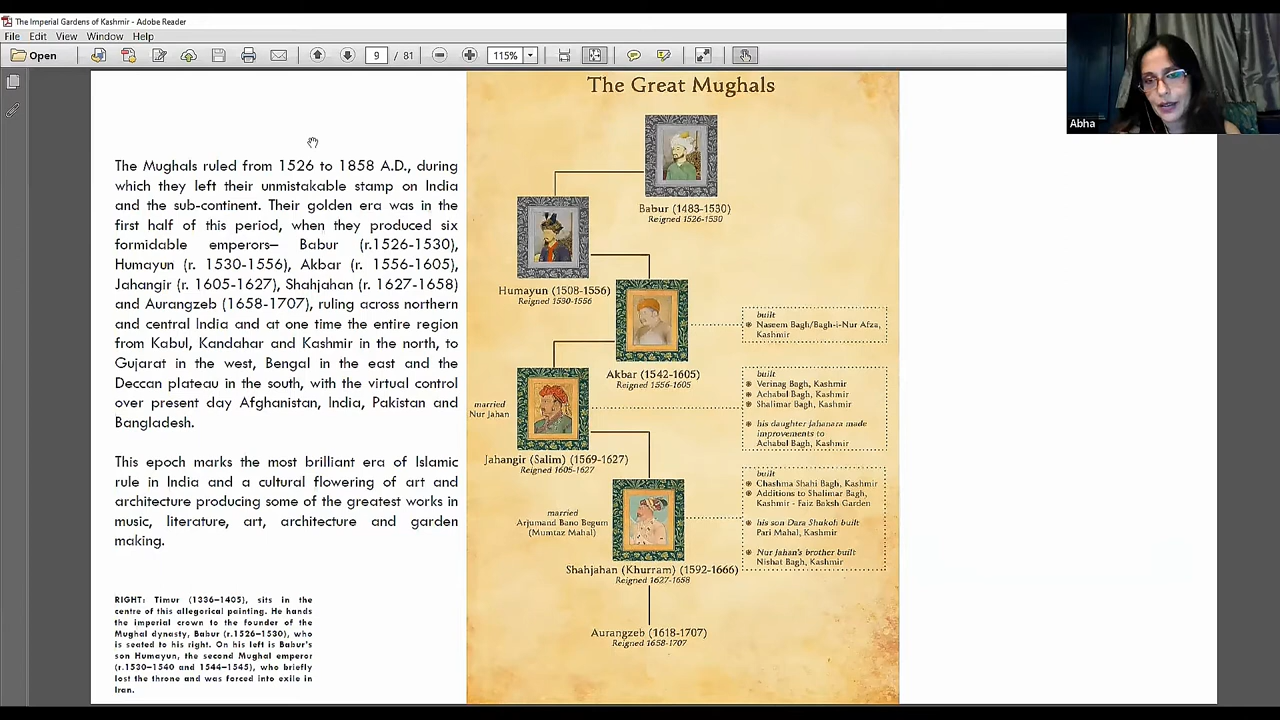 The Imperial Gardens of Kashmir - Adobe Reader
File Edit View Window Help
Open 9 / 81 115%
Abha
The Mughals ruled from 1526 to 1858 A.D., during
which they left their unmistakable stamp on India
and the sub-continent. Their golden era was in the
first half of this period, when they produced six
formidable emperors– Babur (r.1526-1530),
Humayun (r. 1530-1556), Akbar (r. 1556-1605),
Jahangir (r. 1605-1627), Shahjahan (r. 1627-1658)
and Aurangzeb (1658-1707), ruling across northern
and central India and at one time the entire region
from Kabul, Kandahar and Kashmir in the north, to
Gujarat in the west, Bengal in the east and the
Deccan plateau in the south, with the virtual control
over present day Afghanistan, India, Pakistan and
Bangladesh.
This epoch marks the most brilliant era of Islamic
rule in India and a cultural flowering of art and
architecture producing some of the greatest works in
music, literature, art, architecture and garden
making.
RIGHT: Timur (1336–1405), sits in the
centre of this allegorical painting. He hands
the imperial crown to the founder of the
Mughal dynasty, Babur (r.1526–1530), who
is seated to his right. On his left is Babur's
son Humayun, the second Mughal emperor
(r.1530–1540 and 1544–1545), who briefly
lost the throne and was forced into exile in
Iran.
The Great Mughals
Babur (1483-1530)
Reigned 1526-1530
Humayun (1508-1556)
Reigned 1530-1556
Akbar (1542-1605)
Reigned 1556-1605
built
Naseem Bagh/Bagh-i-Nur Afza,
Kashmir
married
Nur Jahan
Jahangir (Salim) (1569-1627)
Reigned 1605-1627
built
Verinag Bagh, Kashmir
Achabal Bagh, Kashmir
Shalimar Bagh, Kashmir
his daughter Jahanara made
improvements to
Achabal Bagh, Kashmir
married
Arjumand Bano Begum
(Mumtaz Mahal)
Shahjahan (Khurram) (1592-1666)
Reigned 1627-1658
built
Chashma Shahi Bagh, Kashmir
Additions to Shalimar Bagh,
Kashmir - Faiz Baksh Garden
his son Dara Shukoh built
Pari Mahal, Kashmir
Nur Jahan's brother built
Nishat Bagh, Kashmir
Aurangzeb (1618-1707)
Reigned 1658-1707